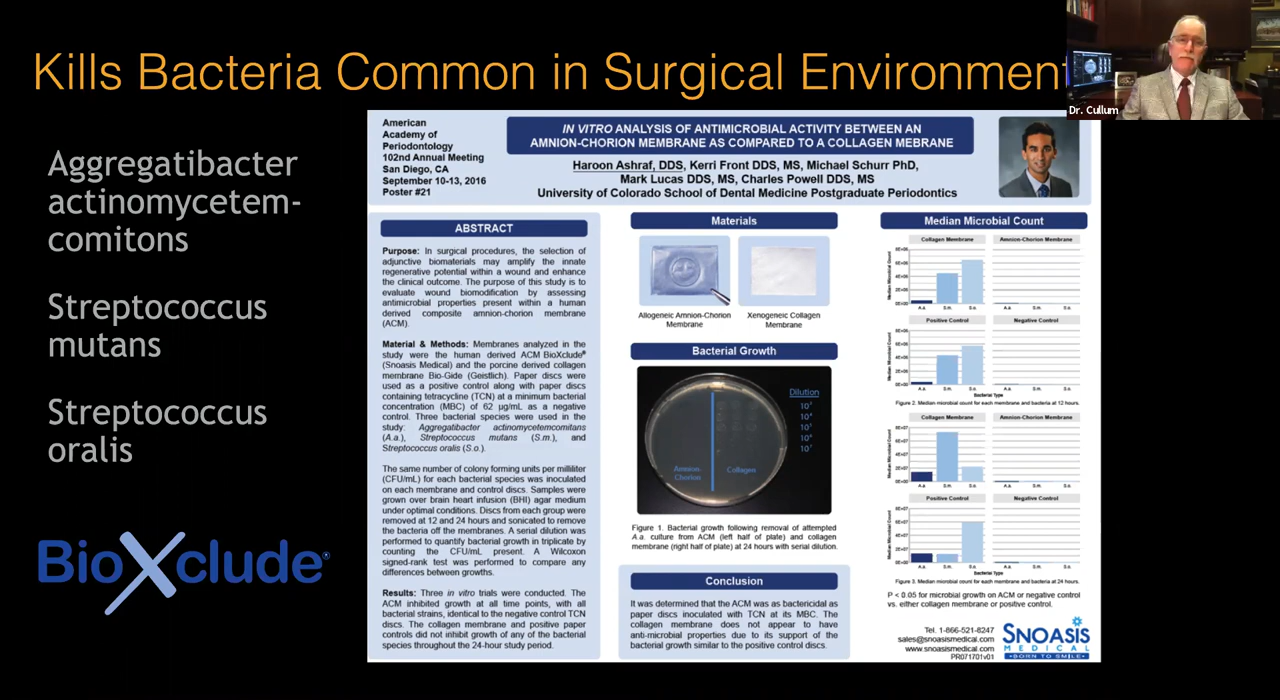 Kills Bacteria Common in Surgical Environment
Dr. Cullum
Aggregatibacter
actinomycetem-
comitons
Streptococcus
mutans
Streptococcus
oralis
BioXclude®
American
Academy of
Periodontology
102nd Annual Meeting
San Diego, CA
September 10-13, 2016
Poster #21
IN VITRO ANALYSIS OF ANTIMICROBIAL ACTIVITY BETWEEN AN
AMNION-CHORION MEMBRANE AS COMPARED TO A COLLAGEN MEBRANE
Haroon Ashraf, DDS, Kerri Front DDS, MS, Michael Schurr PhD,
Mark Lucas DDS, MS, Charles Powell DDS, MS
University of Colorado School of Dental Medicine Postgraduate Periodontics
ABSTRACT
Purpose: In surgical procedures, the selection of
adjunctive biomaterials may amplify the innate
regenerative potential within a wound and enhance
the clinical outcome. The purpose of this study is to
evaluate wound biomodification by assessing
antimicrobial properties present within a human
derived composite amnion-chorion membrane
(ACM).
Material & Methods: Membranes analyzed in the
study were the human derived ACM BioXclude®
(Snoasis Medical) and the porcine derived collagen
membrane Bio-Gide (Geistlich). Paper discs were
used as a positive control along with paper discs
containing tetracycline (TCN) at a minimum bacterial
concentration (MBC) of 62 µg/mL as a negative
control. Three bacterial species were used in the
study: Aggregatibacter actinomycetemcomitans
(A.a.), Streptococcus mutans (S.m.), and
Streptococcus oralis (S.o.).
The same number of colony forming units per milliliter
(CFU/mL) for each bacterial species was inoculated
on each membrane and control discs. Samples were
grown over brain heart infusion (BHI) agar medium
under optimal conditions. Discs from each group were
removed at 12 and 24 hours and sonicated to remove
the bacteria off the membranes. A serial dilution was
performed to quantify bacterial growth in triplicate by
counting the CFU/mL present. A Wilcoxon
signed-rank test was performed to compare any
differences between growths.
Results: Three in vitro trials were conducted. The
ACM inhibited growth at all time points, with all
bacterial strains, identical to the negative control TCN
discs. The collagen membrane and positive paper
controls did not inhibit growth of any of the bacterial
species throughout the 24-hour study period.
Materials
Allogeneic Amnion-Chorion
Membrane
Xenogeneic Collagen
Membrane
Bacterial Growth
Dilution
Amnion
Chorion
Collagen
Figure 1. Bacterial growth following removal of attempted
A.a. culture from ACM (left half of plate) and collagen
membrane (right half of plate) at 24 hours with serial dilution.
Conclusion
It was determined that the ACM was as bactericidal as
paper discs inoculated with TCN at its MBC. The
collagen membrane does not appear to have
anti-microbial properties due to its support of the
bacterial growth similar to the positive control discs.
Median Microbial Count
Collagen Membrane Amnion-Chorion Membrane
Median Microbial Count
A.a. S.m. S.o. A.a. S.m. S.o.
Positive Control Negative Control
Median Microbial Count
A.a. S.m. S.o. A.a. S.m. S.o.
Bacterial Type
Figure 2. Median microbial count for each membrane and bacteria at 12 hours.
Collagen Membrane Amnion-Chorion Membrane
Median Microbial Count
A.a. S.m. S.o. A.a. S.m. S.o.
Positive Control Negative Control
Median Microbial Count
A.a. S.m. S.o. A.a. S.m. S.o.
Bacterial Type
Figure 3. Median microbial count for each membrane and bacteria at 24 hours.
P < 0.05 for microbial growth on ACM or negative control
vs. either collagen membrane or positive control.
Tel. 1-866-521-8247
sales@snoasismedical.com
www.snoasismedical.com
PR071701v01
SNOASIS
MEDICAL
BORN TO SMILE